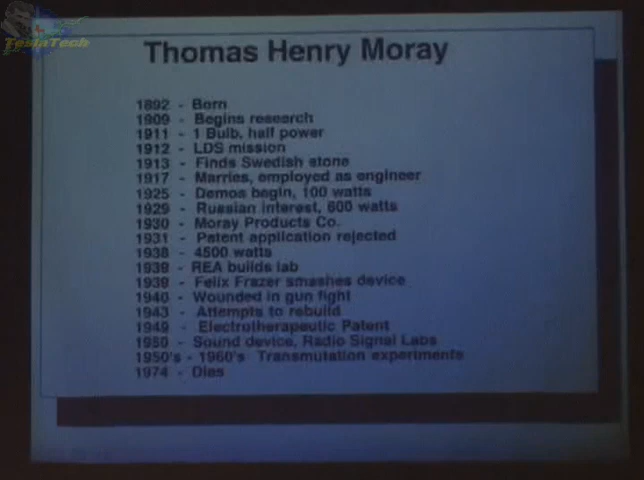 TeslaTech
Thomas Henry Moray
1892 - Born
1909 - Begins research
1911 - 1 Bulb, half power
1912 - LDS mission
1913 - Finds Swedish stone
1917 - Marries, employed as engineer
1925 - Demos begin, 100 watts
1929 - Russian interest, 600 watts
1930 - Moray Products Co.
1931 - Patent application rejected
1938 - 4500 watts
1939 - REA builds lab
1939 - Felix Frazer smashes device
1940 - Wounded in gun fight
1943 - Attempts to rebuild
1949 - Electrotherapeutic Patent
1950 - Sound device, Radio Signal Labs
1950's - 1960's Transmutation experiments
1974 - Dies